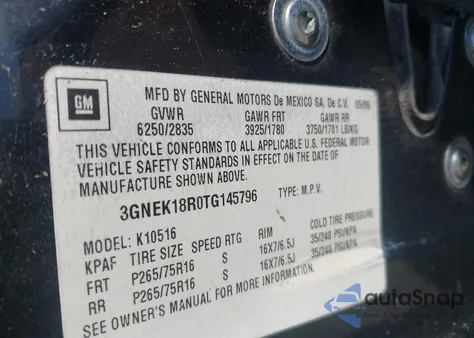 GM
MFD BY GENERAL MOTORS De MEXICO SA. De C.V. 05/96
GVWR GAWR FRT GAWR RR
6250/2835 3925/1780 3750/1701 LB/KG
THIS VEHICLE CONFORMS TO ALL APPLICABLE U.S. FEDERAL MOTOR
VEHICLE SAFETY STANDARDS IN EFFECT ON THE DATE OF
MANUFACTURE SHOWN ABOVE.
3GNEK18R0TG145796 TYPE: M.P.V.
MODEL: K10516
KPAF TIRE SIZE SPEED RTG RIM COLD TIRE PRESSURE
FRT P265/75R16 S 16X7/6.5J 35/240 PSI/KPA
RR P265/75R16 S 16X7/6.5J 35/240 PSI/KPA
SEE OWNER'S MANUAL FOR MORE INFORMATION.
autaSnap